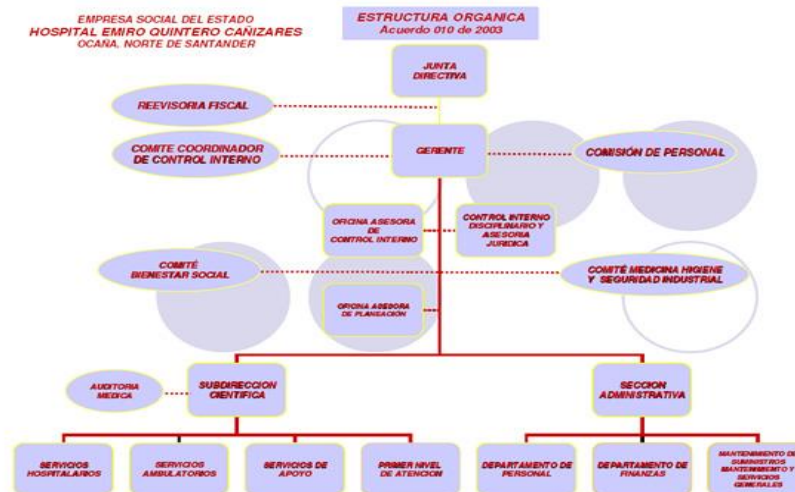 EMPRESA SOCIAL DEL ESTADO
HOSPITAL EMIRO QUINTERO CAÑIZARES
OCAÑA, NORTE DE SANTANDER
ESTRUCTURA ORGANICA
Acuerdo 010 de 2003
JUNTA
DIRECTIVA
REEVISORIA FISCAL
COMITE COORDINADOR
DE CONTROL INTERNO
GERENTE
COMISIÓN DE PERSONAL
OFICINA ASESORA
DE
CONTROL INTERNO
CONTROL INTERNO
DISCIPLINARIO Y
ASESORIA
JURIDICA
COMITÉ
BIENESTAR SOCIAL
COMITÉ MEDICINA HIGIENE
Y SEGURIDAD INDUSTRIAL
OFICINA ASESORA
DE PLANEACIÓN
AUDITORIA
MEDICA
SUBDIRECCION
CIENTIFICA
SECCION
ADMINISTRATIVA
SERVICIOS
HOSPITALARIOS
SERVICIOS
AMBULATORIOS
SERVICIOS DE
APOYO
PRIMER NIVEL
DE ATENCION
DEPARTAMENTO DE
PERSONAL
DEPARTAMENTO DE
FINANZAS
MANTENIMIENTO DE
SUMINISTROS
MANTENIMIENTO Y
SERVICIOS
GENERALES